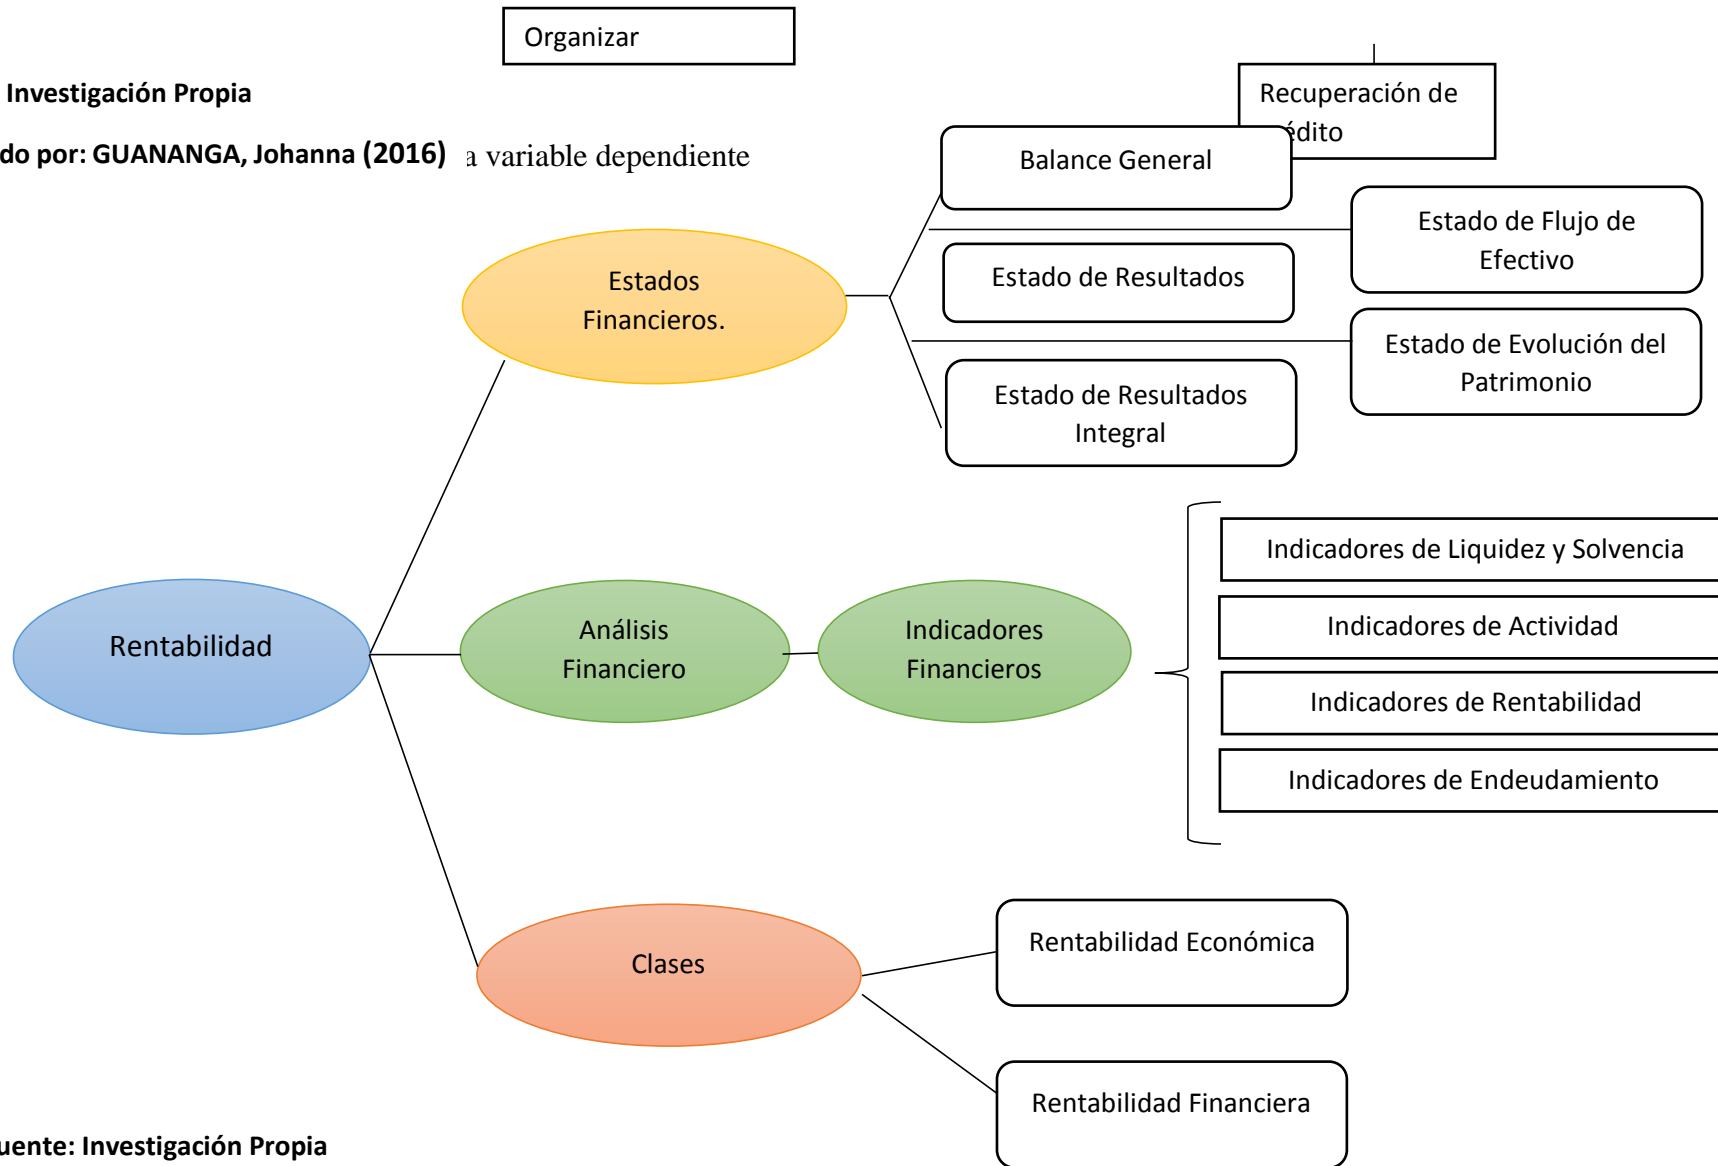 Organizar
Investigación Propia
Recuperación de
édito
do por: GUANANGA, Johanna (2016)
a variable dependiente
Balance General
Estado de Flujo de
Efectivo
Estados
Financieros.
Estado de Resultados
Estado de Evolución del
Patrimonio
Estado de Resultados
Integral
Indicadores de Liquidez y Solvencia
Rentabilidad
Análisis
Financiero
Indicadores
Financieros
Indicadores de Actividad
Indicadores de Rentabilidad
Indicadores de Endeudamiento
Clases
Rentabilidad Económica
Rentabilidad Financiera
uente: Investigación Propia